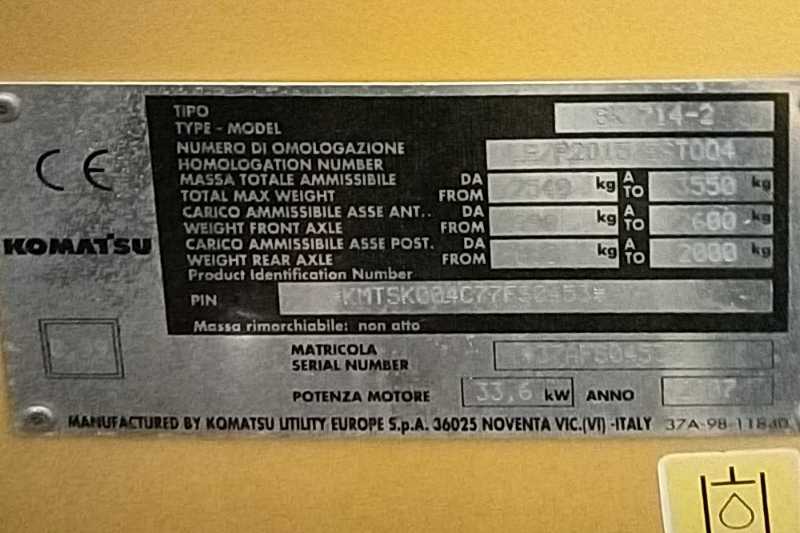 CE
KOMATSU
TIPO
TYPE - MODEL 714-2
NUMERO DI OMOLOGAZIONE
HOMOLOGATION NUMBER
MASSA TOTALE AMMISSIBILE DA kg A 3550 kg
TOTAL MAX WEIGHT FROM TO
CARICO AMMISSIBILE ASSE ANT.. DA kg A 2600 kg
WEIGHT FRONT AXLE FROM TO
CARICO AMMISSIBILE ASSE POST. DA kg A 2000 kg
WEIGHT REAR AXLE FROM TO
Product Identification Number
PIN
Massa rimorchiabile: non atto
MATRICOLA
SERIAL NUMBER
POTENZA MOTORE 33,6 kW ANNO
MANUFACTURED BY KOMATSU UTILITY EUROPE S.p.A. 36025 NOVENTA VIC.(VI) -ITALY